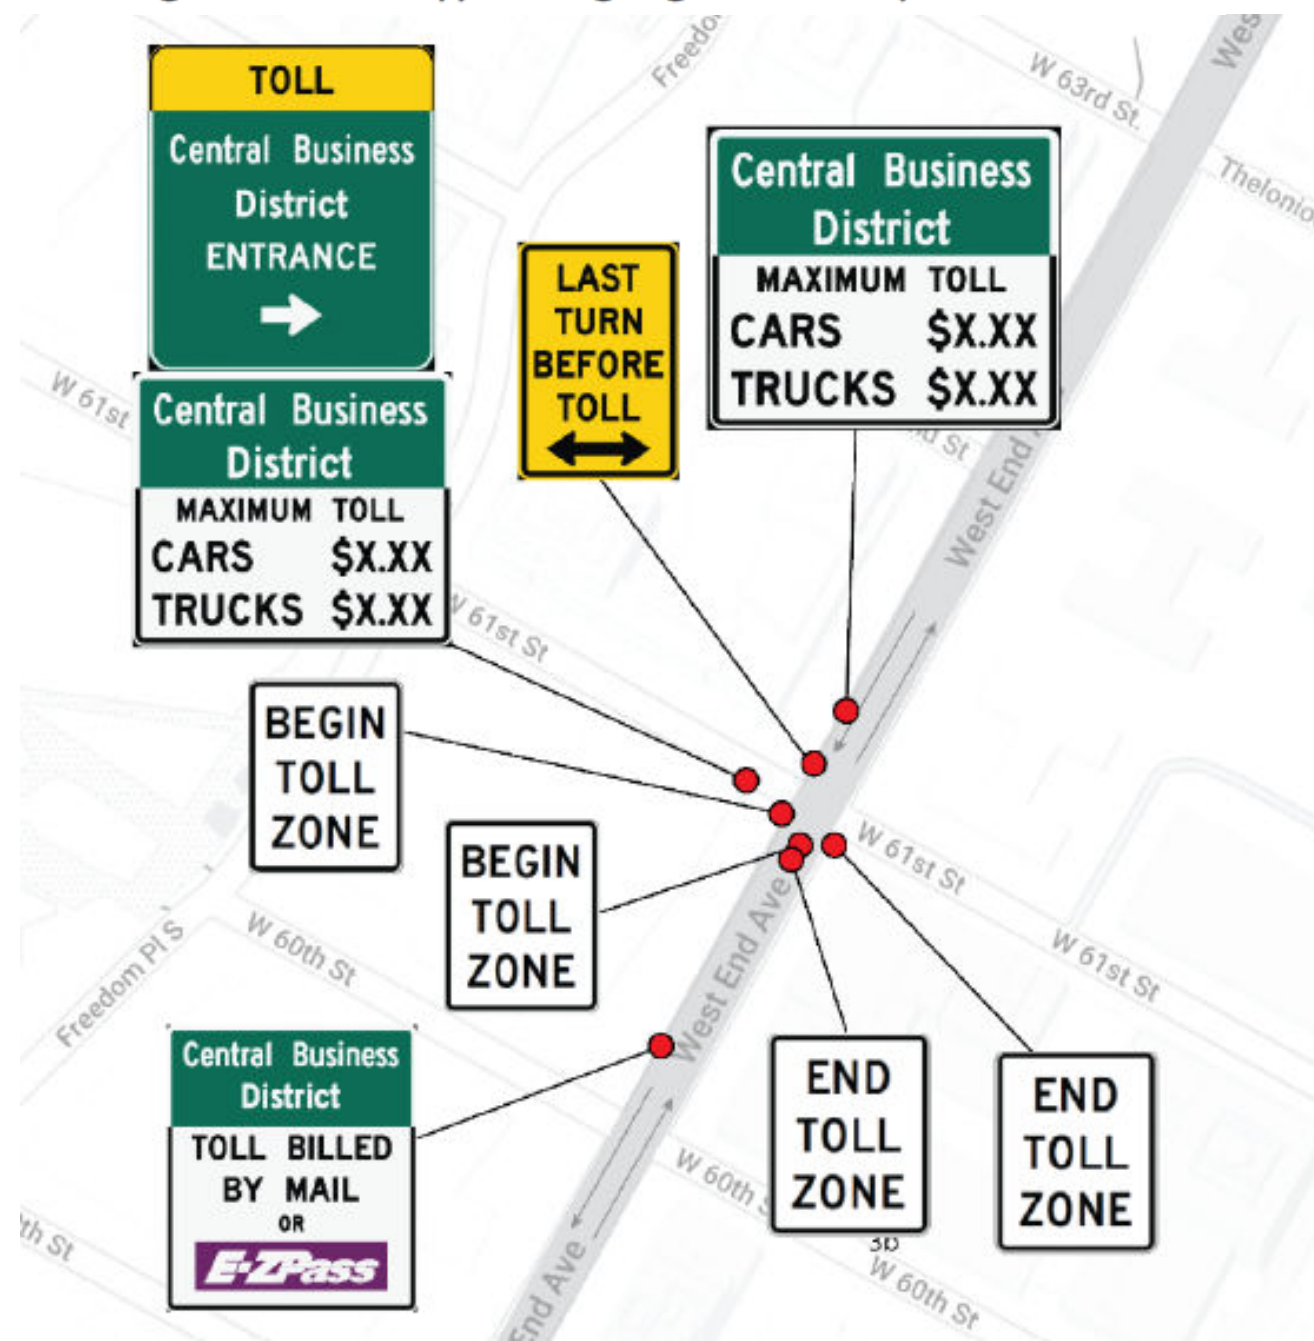 TOLL
Central Business
District
ENTRANCE
Central Business
District
MAXIMUM TOLL
CARS $X.XX
TRUCKS $X.XX
LAST
TURN
BEFORE
TOLL
Central Business
District
MAXIMUM TOLL
CARS $X.XX
TRUCKS $X.XX
W 63rd St.
W 61st
W 61st St
West End
BEGIN
TOLL
ZONE
BEGIN
TOLL
ZONE
W 61st St
W 61st St
West End Ave
W 60th St
Freedom Pl S
Central Business
District
TOLL BILLED
BY MAIL
OR
E-ZPass
END
TOLL
ZONE
END
TOLL
ZONE
W 60th
W 60th St
End Ave